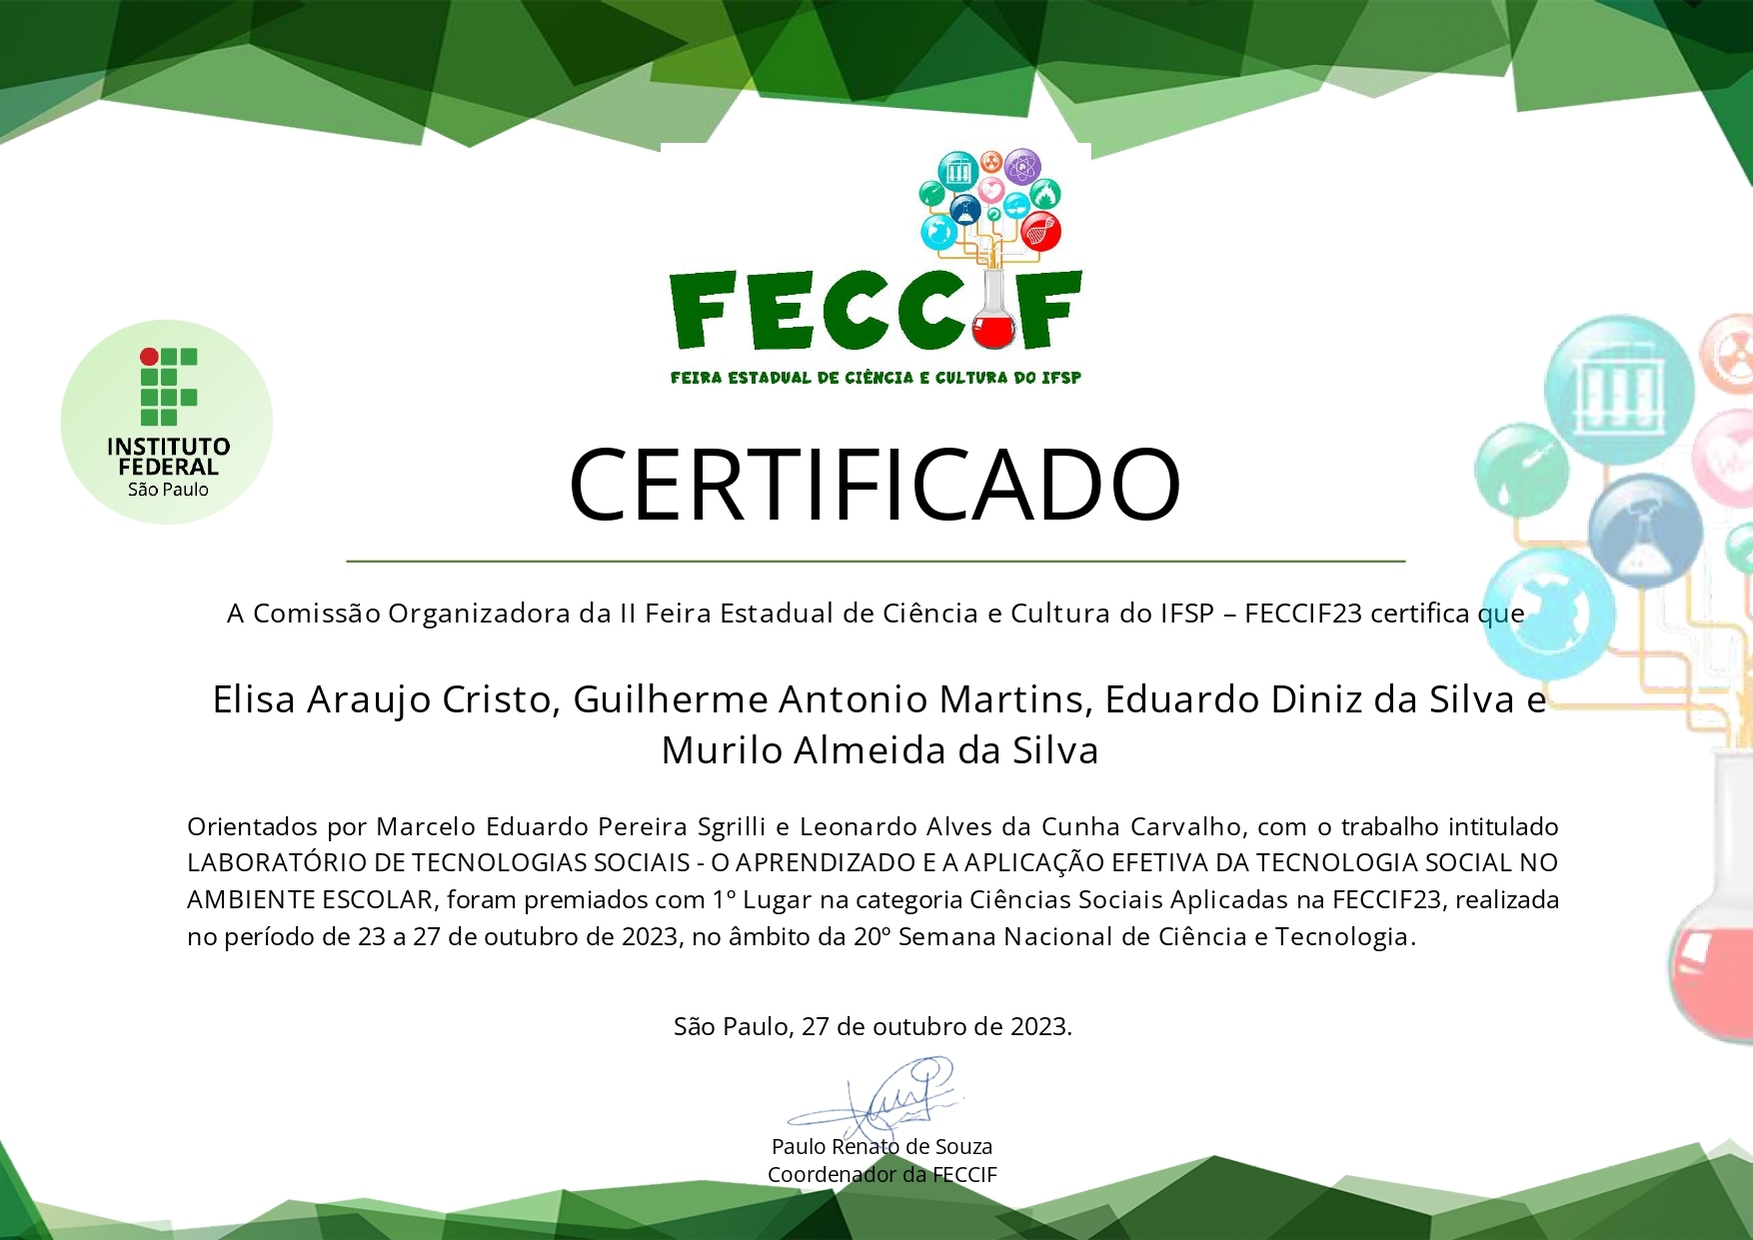 FECCIF
FEIRA ESTADUAL DE CIÊNCIA E CULTURA DO IFSP
INSTITUTO
FEDERAL
São Paulo
CERTIFICADO
A Comissão Organizadora da II Feira Estadual de Ciência e Cultura do IFSP – FECCIF23 certifica que
Elisa Araujo Cristo, Guilherme Antonio Martins, Eduardo Diniz da Silva e
Murilo Almeida da Silva
Orientados por Marcelo Eduardo Pereira Sgrilli e Leonardo Alves da Cunha Carvalho, com o trabalho intitulado
LABORATÓRIO DE TECNOLOGIAS SOCIAIS - O APRENDIZADO E A APLICAÇÃO EFETIVA DA TECNOLOGIA SOCIAL NO
AMBIENTE ESCOLAR, foram premiados com 1º Lugar na categoria Ciências Sociais Aplicadas na FECCIF23, realizada
no período de 23 a 27 de outubro de 2023, no âmbito da 20º Semana Nacional de Ciência e Tecnologia.
São Paulo, 27 de outubro de 2023.
Paulo Renato de Souza
Coordenador da FECCIF